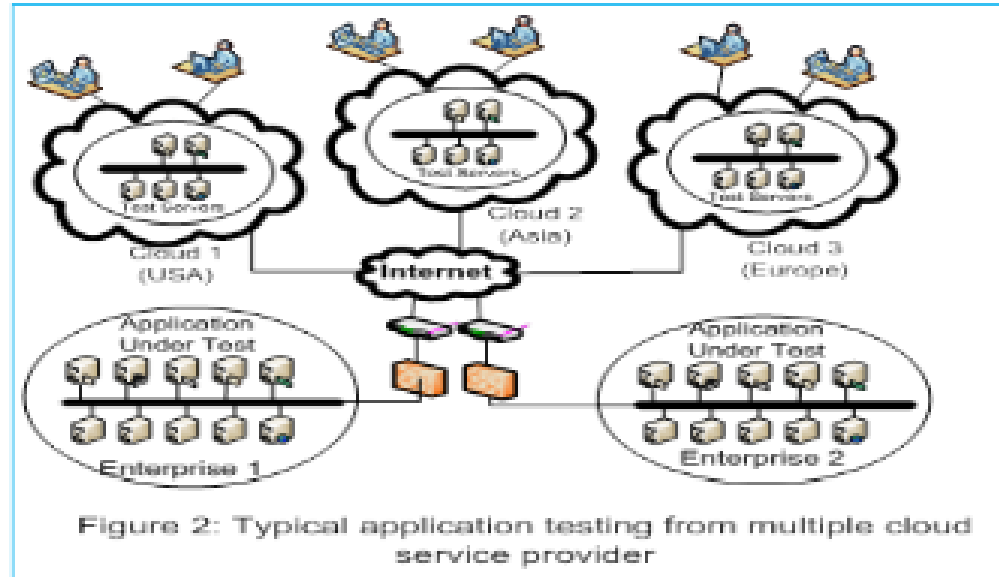 Test Servers
Cloud 1
(USA)
Test Servers
Cloud 2
(Asia)
Test Servers
Cloud 3
(Europe)
Internet
Application
Under Test
Enterprise 1
Application
Under Test
Enterprise 2
Figure 2: Typical application testing from multiple cloud
service provider